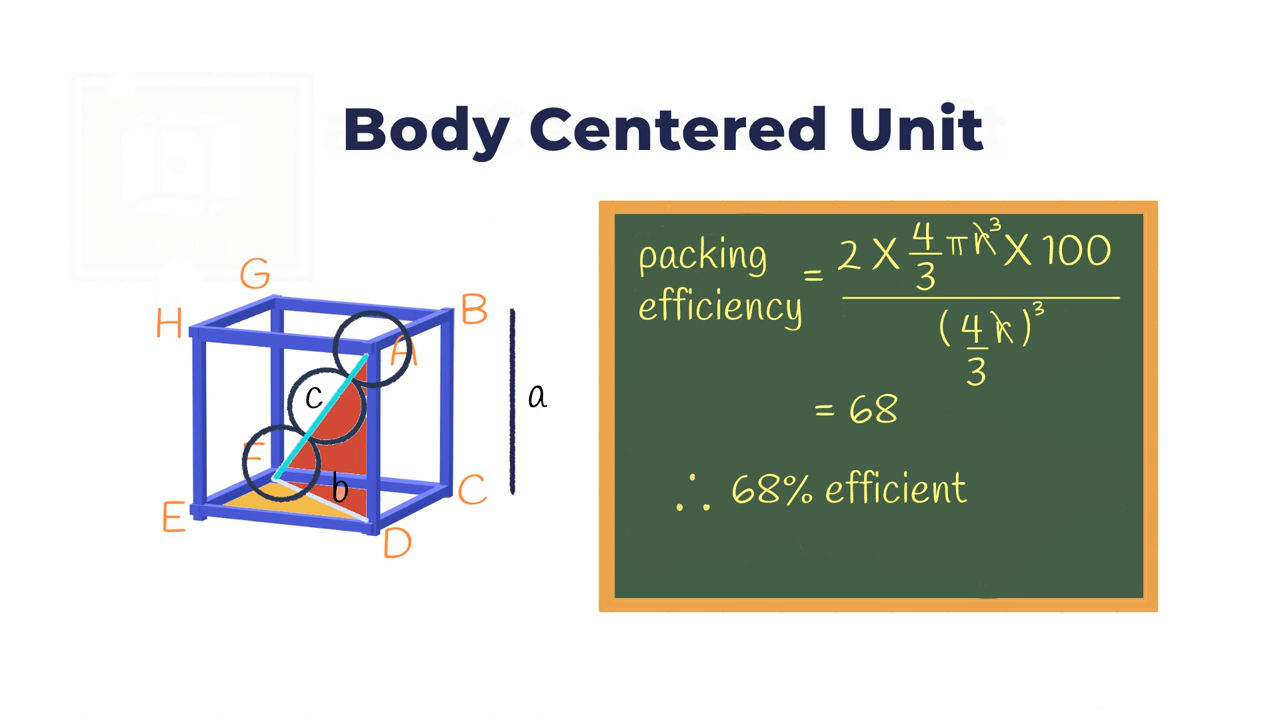 Body Centered Unit
G
H
B
A
c
a
F
b
E
C
D
packing efficiency = 2 X 4/3 πr³ X 100 / (4/3 r)³
= 68
∴ 68% efficient